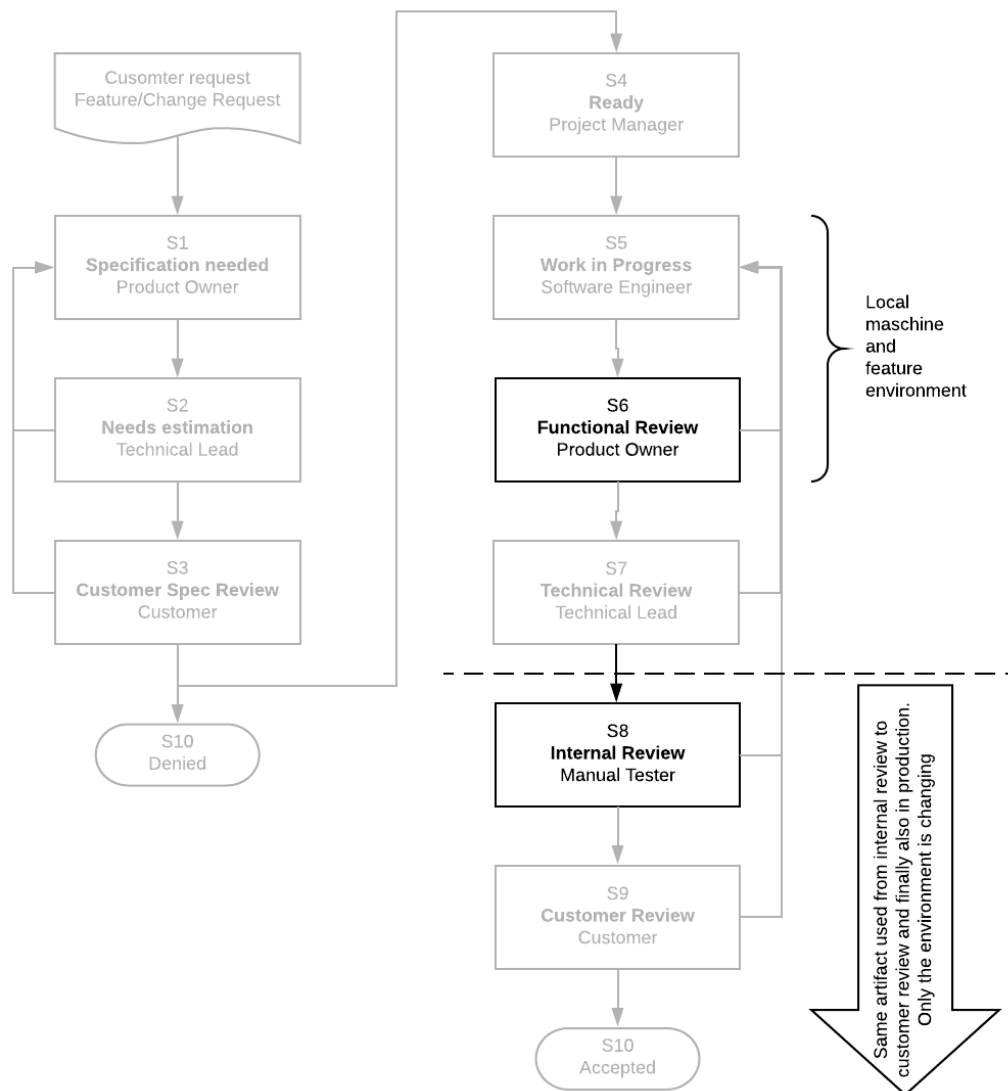 Cusomter request
Feature/Change Request
S1
Specification needed
Product Owner
S2
Needs estimation
Technical Lead
S3
Customer Spec Review
Customer
S10
Denied
S4
Ready
Project Manager
S5
Work in Progress
Software Engineer
S6
Functional Review
Product Owner
S7
Technical Review
Technical Lead
S8
Internal Review
Manual Tester
S9
Customer Review
Customer
S10
Accepted
Local
maschine
and
feature
environment
Same artifact used from internal review to
customer review and finally also in production.
Only the environment is changing